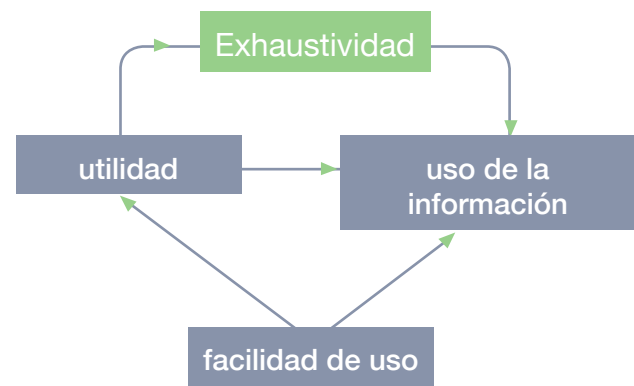 Exhaustividad
utilidad
uso de la
información
facilidad de uso